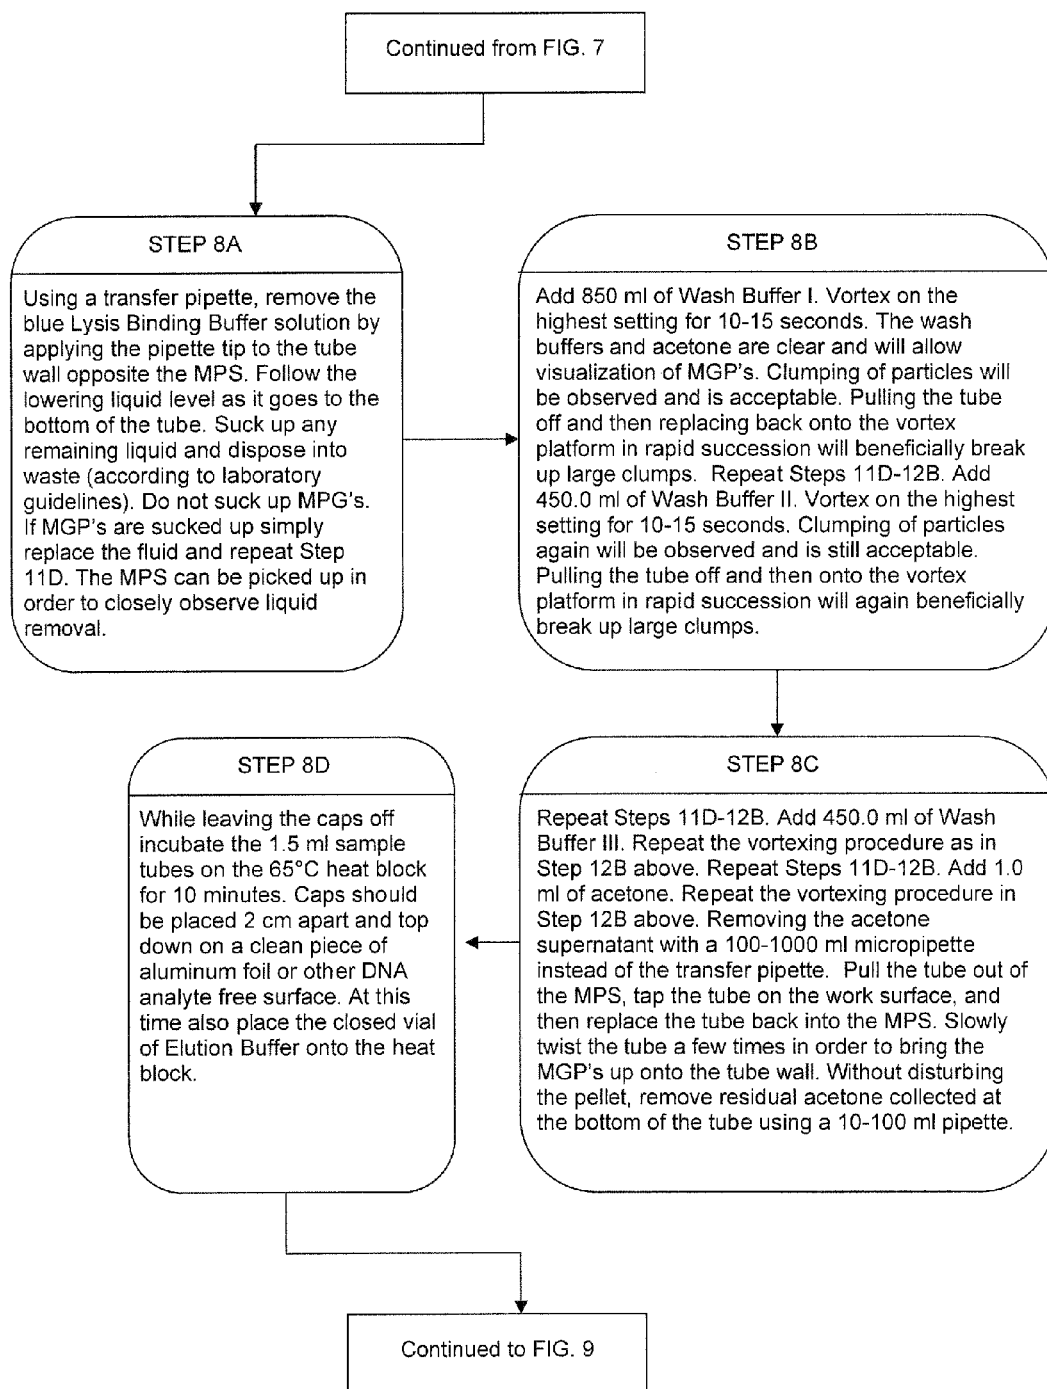 Continued from FIG. 7
STEP 8A
Using a transfer pipette, remove the
blue Lysis Binding Buffer solution by
applying the pipette tip to the tube
wall opposite the MPS. Follow the
lowering liquid level as it goes to the
bottom of the tube. Suck up any
remaining liquid and dispose into
waste (according to laboratory
guidelines). Do not suck up MPG's.
If MGP's are sucked up simply
replace the fluid and repeat Step
11D. The MPS can be picked up in
order to closely observe liquid
removal.
STEP 8B
Add 850 ml of Wash Buffer I. Vortex on the
highest setting for 10-15 seconds. The wash
buffers and acetone are clear and will allow
visualization of MGP's. Clumping of particles will
be observed and is acceptable. Pulling the tube
off and then replacing back onto the vortex
platform in rapid succession will beneficially break
up large clumps.  Repeat Steps 11D-12B. Add
450.0 ml of Wash Buffer II. Vortex on the highest
setting for 10-15 seconds. Clumping of particles
again will be observed and is still acceptable.
Pulling the tube off and then onto the vortex
platform in rapid succession will again beneficially
break up large clumps.
STEP 8C
Repeat Steps 11D-12B. Add 450.0 ml of Wash
Buffer III. Repeat the vortexing procedure as in
Step 12B above. Repeat Steps 11D-12B. Add 1.0
ml of acetone. Repeat the vortexing procedure in
Step 12B above. Removing the acetone
supernatant with a 100-1000 ml micropipette
instead of the transfer pipette.  Pull the tube out of
the MPS, tap the tube on the work surface, and
then replace the tube back into the MPS. Slowly
twist the tube a few times in order to bring the
MGP's up onto the tube wall. Without disturbing
the pellet, remove residual acetone collected at
the bottom of the tube using a 10-100 ml pipette.
STEP 8D
While leaving the caps off
incubate the 1.5 ml sample
tubes on the 65°C heat block
for 10 minutes. Caps should
be placed 2 cm apart and top
down on a clean piece of
aluminum foil or other DNA
analyte free surface. At this
time also place the closed vial
of Elution Buffer onto the heat
block.
Continued to FIG. 9